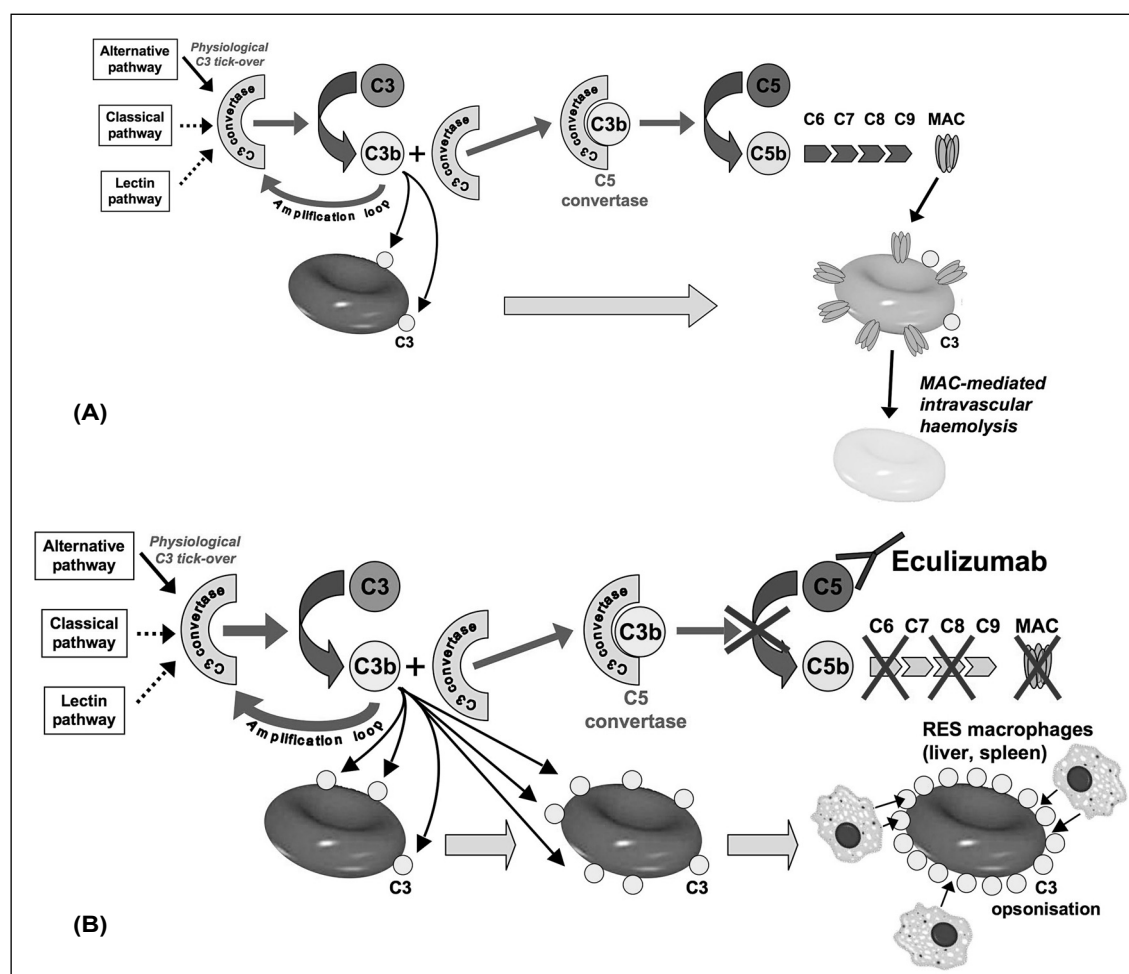 Alternative
pathway
Physiological
C3 tick-over
Classical
pathway
Lectin
pathway
C3 convertase
C3
C3b
+
C3 convertase
Amplification loop
C3 convertase
C3b
C5
convertase
C5
C5b
C6 C7 C8 C9 MAC
C3
C3
MAC-mediated
intravascular
haemolysis
(A)
Alternative
pathway
Physiological
C3 tick-over
Classical
pathway
Lectin
pathway
C3 convertase
C3
C3b
+
C3 convertase
Amplification loop
C3 convertase
C3b
C5
convertase
C5
Eculizumab
C5b
C6 C7 C8 C9 MAC
RES macrophages
(liver, spleen)
C3
C3
C3
opsonisation
(B)